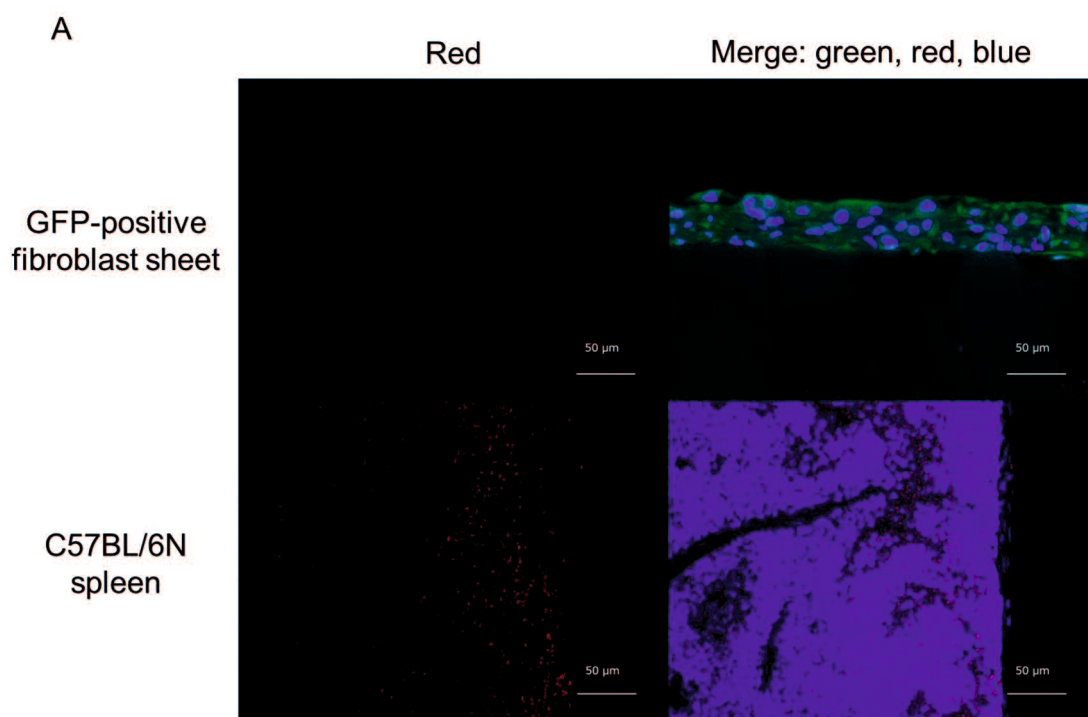 A
Red
Merge: green, red, blue
GFP-positive
fibroblast sheet
50 µm
50 µm
C57BL/6N
spleen
50 µm
50 µm